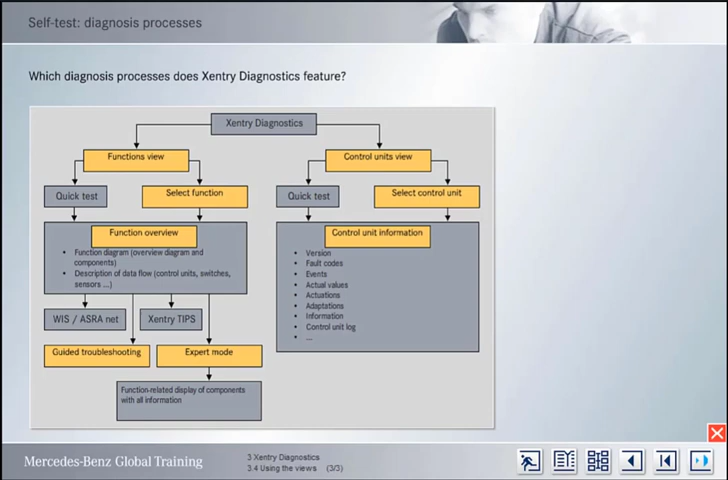 Self-test: diagnosis processes
Which diagnosis processes does Xentry Diagnostics feature?
Xentry Diagnostics
Functions view
Control units view
Quick test
Select function
Quick test
Select control unit
Function overview
• Function diagram (overview diagram and
components)
• Description of data flow (control units, switches,
sensors ...)
Control unit information
• Version
• Fault codes
• Events
• Actual values
• Actuations
• Adaptations
• Information
• Control unit log
• ...
WIS / ASRA net
Xentry TIPS
Guided troubleshooting
Expert mode
Function-related display of components
with all information
Mercedes-Benz Global Training
3 Xentry Diagnostics
3.4 Using the views (3/3)